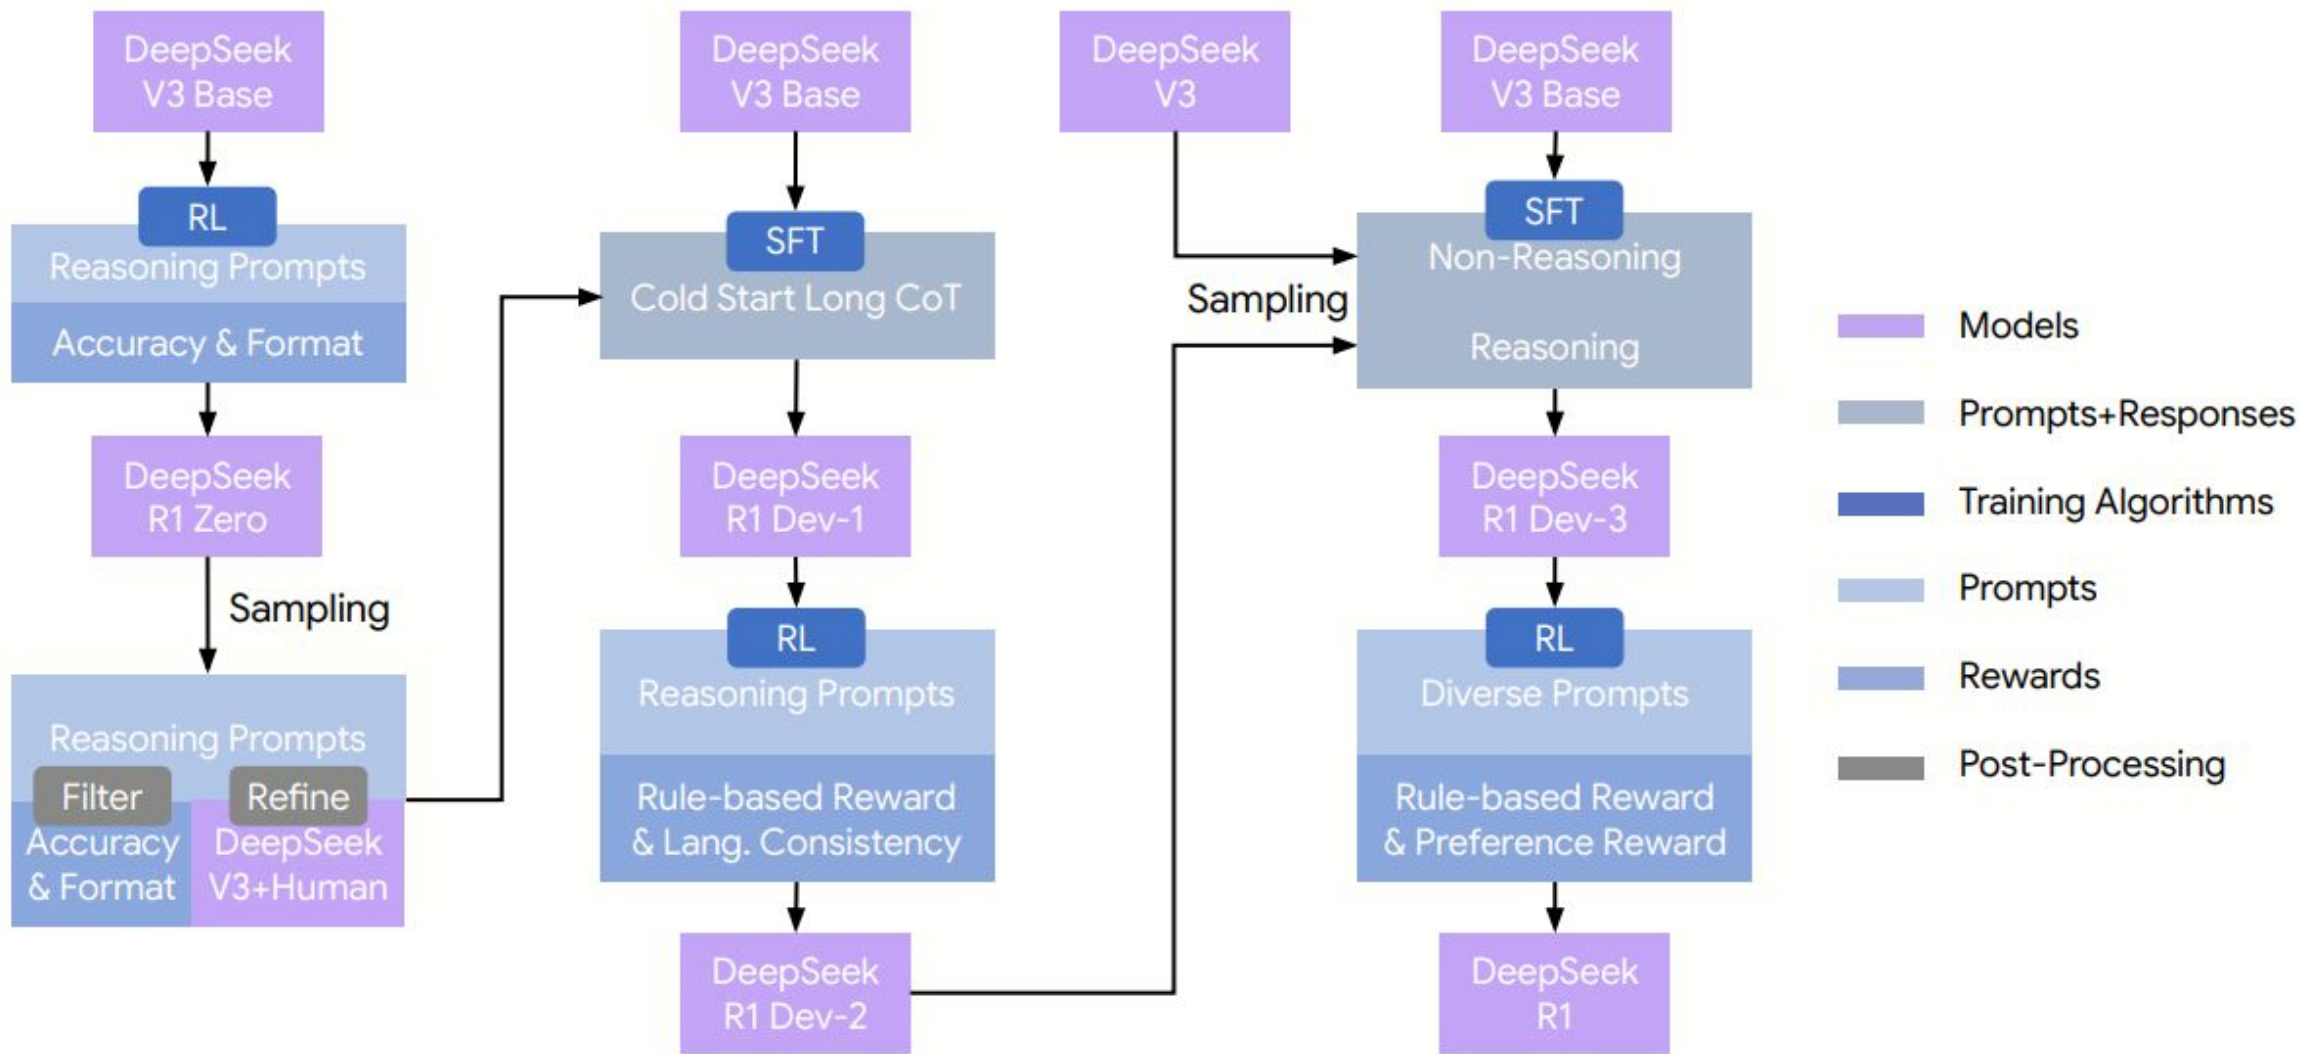 DeepSeek
V3 Base
RL
Reasoning Prompts
Accuracy & Format
DeepSeek
R1 Zero
Sampling
Reasoning Prompts
Filter
Refine
Accuracy
& Format
DeepSeek
V3+Human
DeepSeek
V3 Base
SFT
Cold Start Long CoT
DeepSeek
R1 Dev-1
RL
Reasoning Prompts
Rule-based Reward
& Lang. Consistency
DeepSeek
R1 Dev-2
DeepSeek
V3
Sampling
DeepSeek
V3 Base
SFT
Non-Reasoning
Reasoning
DeepSeek
R1 Dev-3
RL
Diverse Prompts
Rule-based Reward
& Preference Reward
DeepSeek
R1
Models
Prompts+Responses
Training Algorithms
Prompts
Rewards
Post-Processing